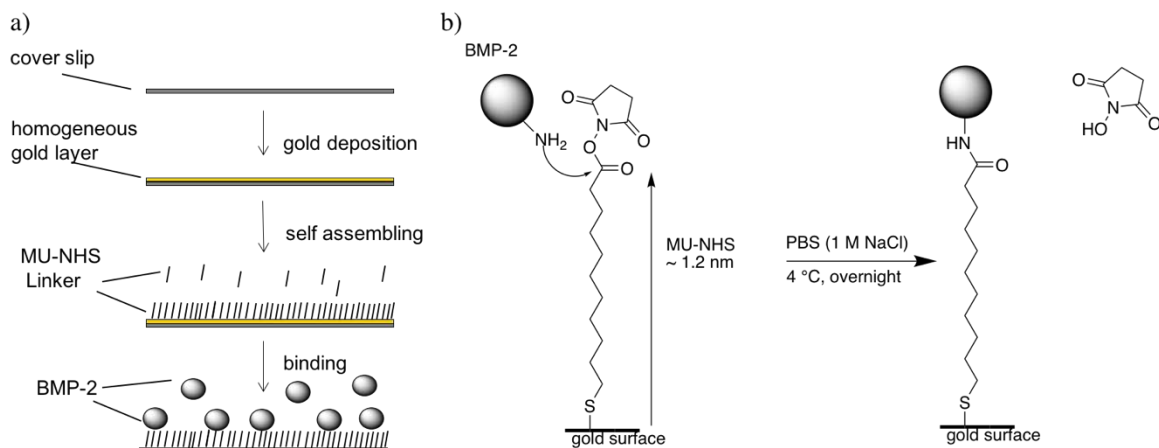 a)
cover slip
homogeneous
gold layer
gold deposition
self assembling
MU-NHS
Linker
binding
BMP-2
b)
BMP-2
NH2
O
N
O
O
O
MU-NHS
~ 1.2 nm
S
gold surface
PBS (1 M NaCl)
4 °C, overnight
HN
O
S
gold surface
O
N
HO
O